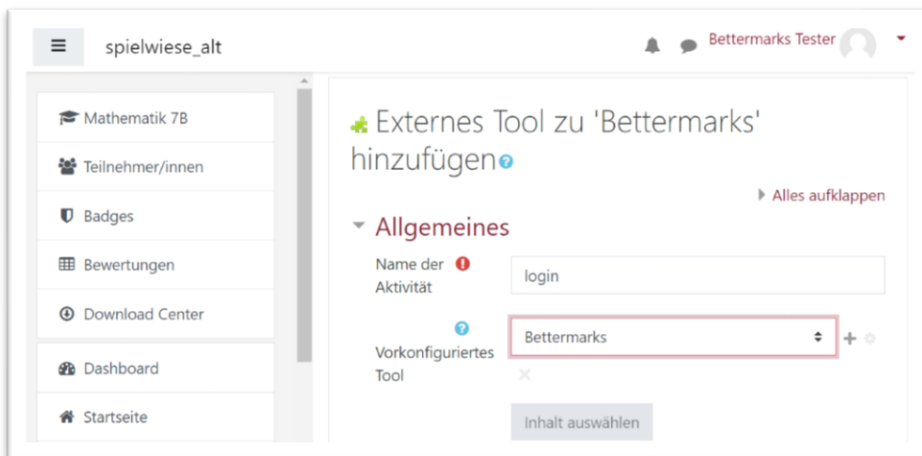 spielwiese_alt
Bettermarks Tester
Mathematik 7B
Teilnehmer/innen
Badges
Bewertungen
Download Center
Dashboard
Startseite
Externes Tool zu 'Bettermarks'
hinzufügen
Alles aufklappen
Allgemeines
Name der
Aktivität
login
Vorkonfiguriertes
Tool
Bettermarks
Inhalt auswählen